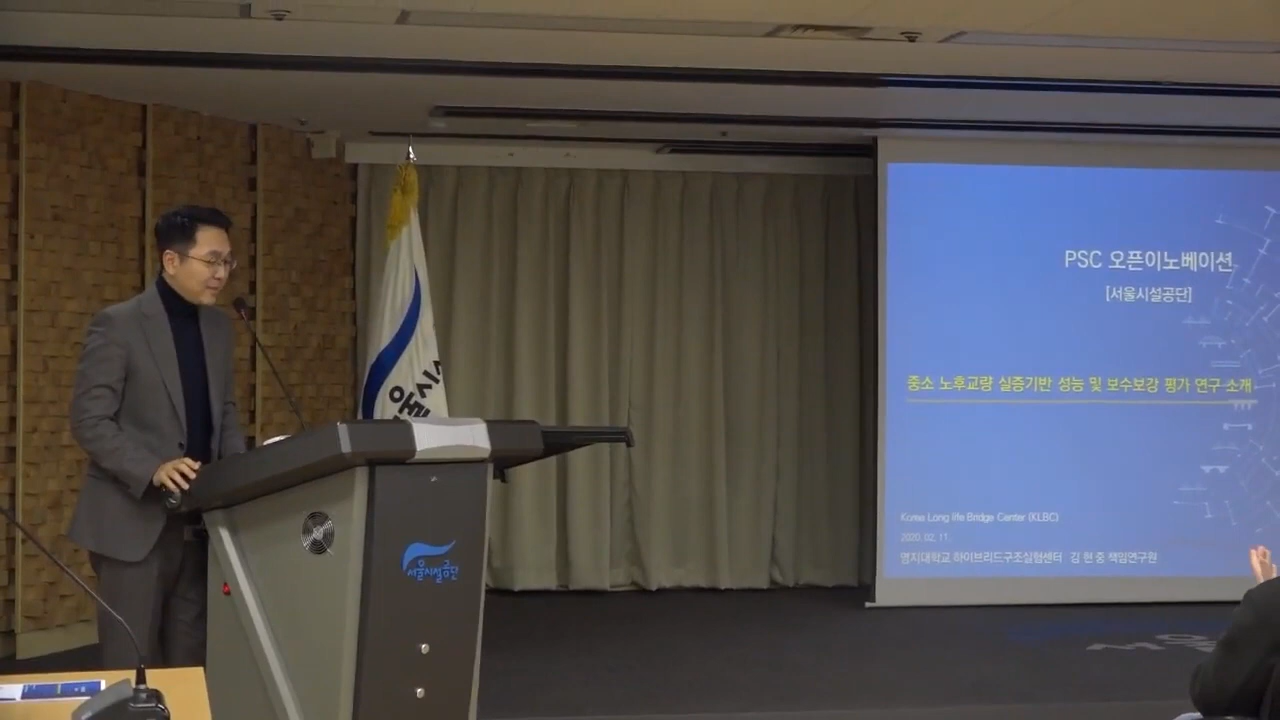 PSC 오픈이노베이션
[서울시설공단]
중소 노후교량 실증기반 성능 및 보수보강 평가 연구 소개
Korea Long life Bridge Center (KLBC)
2020. 02. 11.
명지대학교 하이브리드구조실험센터 김 현 중 책임연구원
서울시설공단